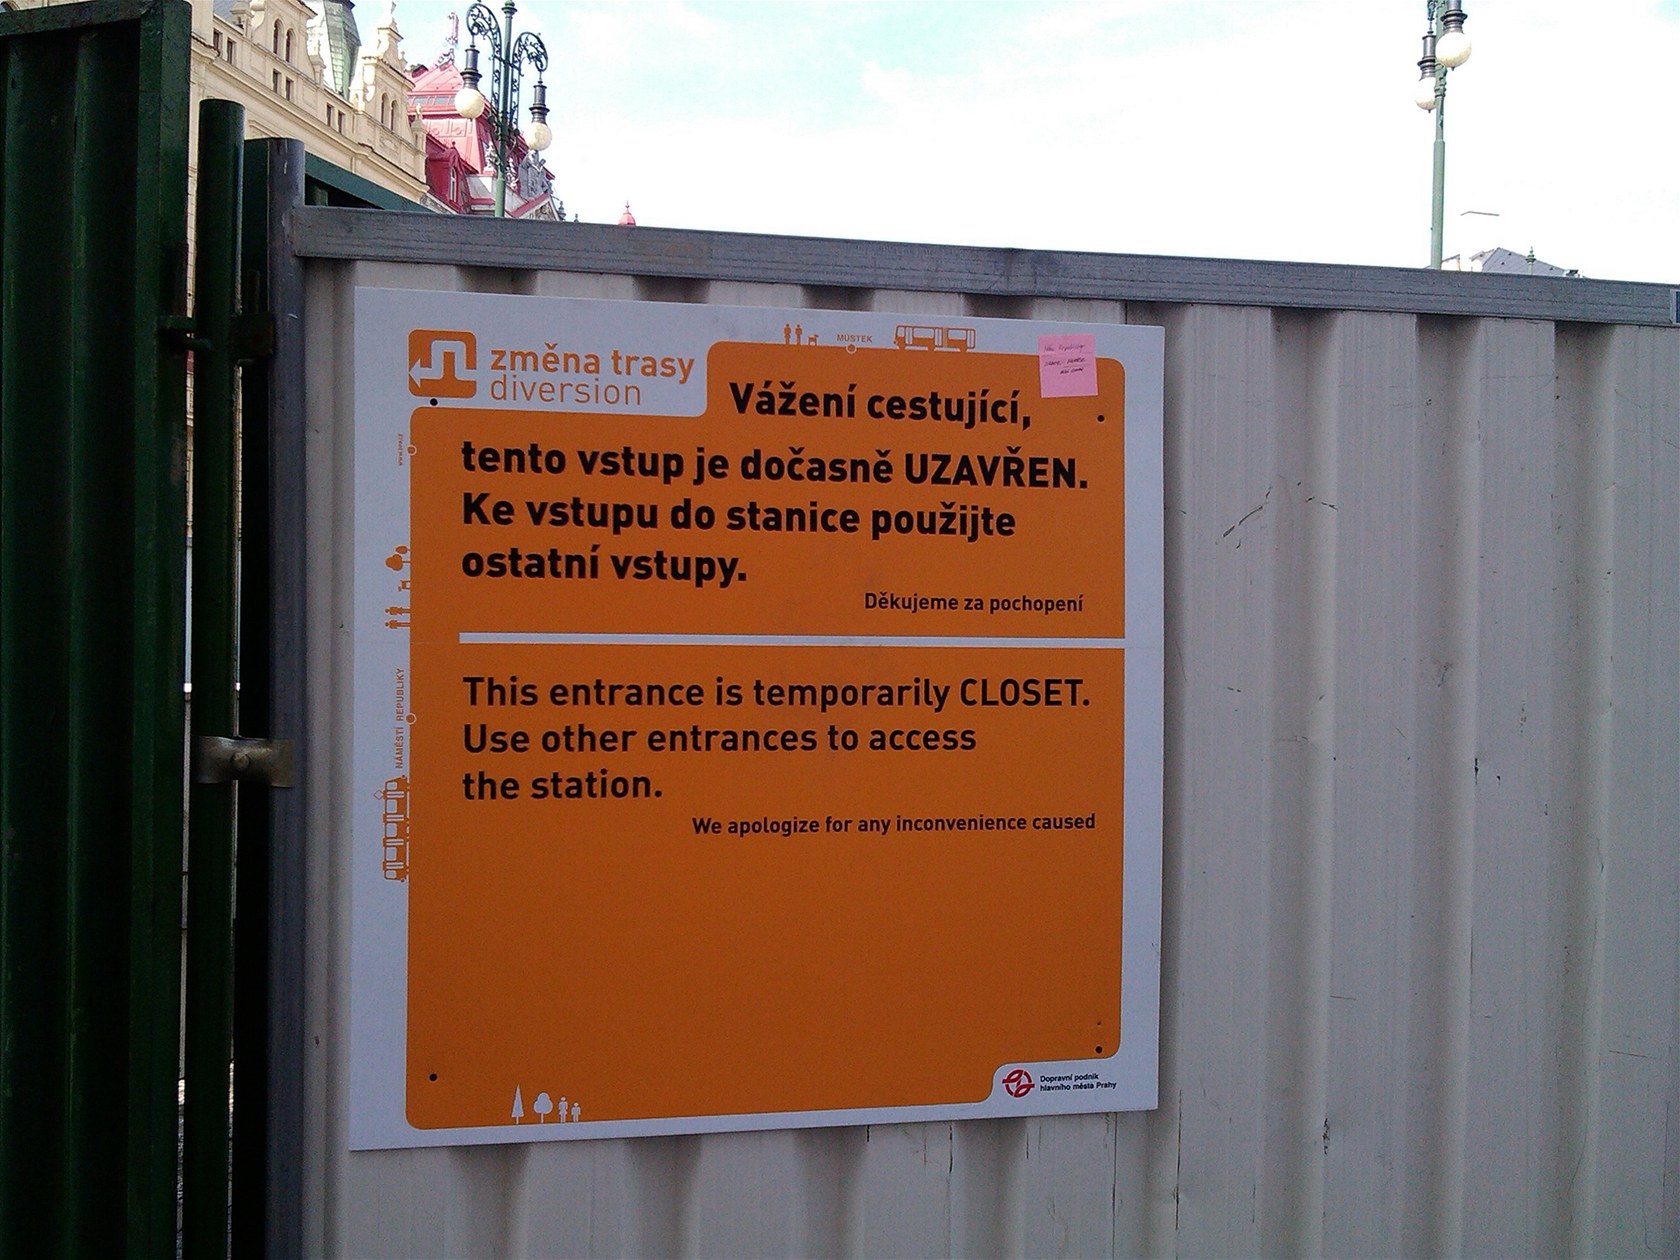 změna trasy
diversion
MŮSTEK
Vážení cestující,
tento vstup je dočasně UZAVŘEN.
Ke vstupu do stanice použijte
ostatní vstupy.
Děkujeme za pochopení
NÁMĚSTÍ REPUBLIKY
This entrance is temporarily CLOSET.
Use other entrances to access
the station.
We apologize for any inconvenience caused
Dopravní podnik
hlavního města Prahy